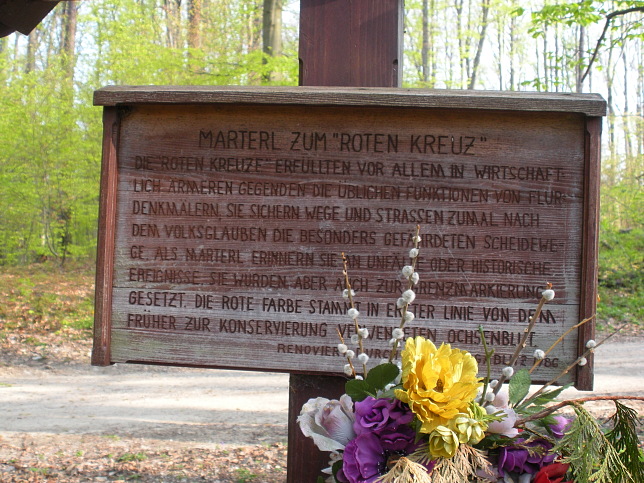 MARTERL ZUM "ROTEN KREUZ"
DIE "ROTEN KREUZE" ERFÜLLTEN VOR ALLEM IN WIRTSCHAFT-
LICH ÄRMEREN GEGENDEN DIE ÜBLICHEN FUNKTIONEN VON FLUR-
DENKMÄLERN, SIE SICHERN WEGE UND STRASSEN ZUMAL NACH
DEM VOLKSGLAUBEN DIE BESONDERS GEFÄHRDETEN SCHEIDEWE-
GE. ALS MARTERL ERINNERN SIE AN UNFÄLLE ODER HISTORISCHE
EREIGNISSE. SIE WURDEN ABER AUCH ZUR GRENZMARKIERUNG
GESETZT. DIE ROTE FARBE STAMMT IN ERSTER LINIE VON DEM
FRÜHER ZUR KONSERVIERUNG VERWENDETEN OCHSENBLUT
RENOVIERT